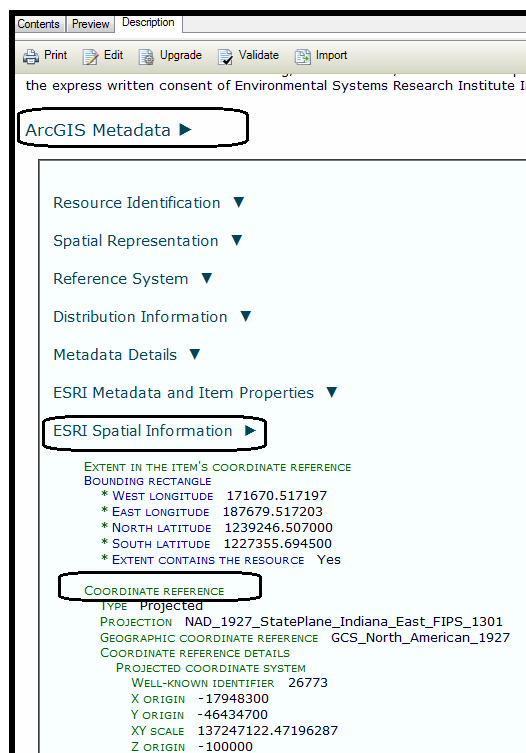 Contents Preview Description
Print Edit Upgrade Validate Import
the express written consent of Environmental Systems Research Institute
ArcGIS Metadata ►
Resource Identification ▼
Spatial Representation ▼
Reference System ▼
Distribution Information ▼
Metadata Details ▼
ESRI Metadata and Item Properties ▼
ESRI Spatial Information ►
EXTENT IN THE ITEM'S COORDINATE REFERENCE
BOUNDING RECTANGLE
* WEST LONGITUDE 171670.517197
* EAST LONGITUDE 187679.517203
* NORTH LATITUDE 1239246.507000
* SOUTH LATITUDE 1227355.694500
* EXTENT CONTAINS THE RESOURCE Yes
COORDINATE REFERENCE
TYPE Projected
PROJECTION NAD_1927_StatePlane_Indiana_East_FIPS_1301
GEOGRAPHIC COORDINATE REFERENCE GCS_North_American_1927
COORDINATE REFERENCE DETAILS
PROJECTED COORDINATE SYSTEM
WELL-KNOWN IDENTIFIER 26773
X ORIGIN -17948300
Y ORIGIN -46434700
XY SCALE 137247122.47196287
Z ORIGIN -100000